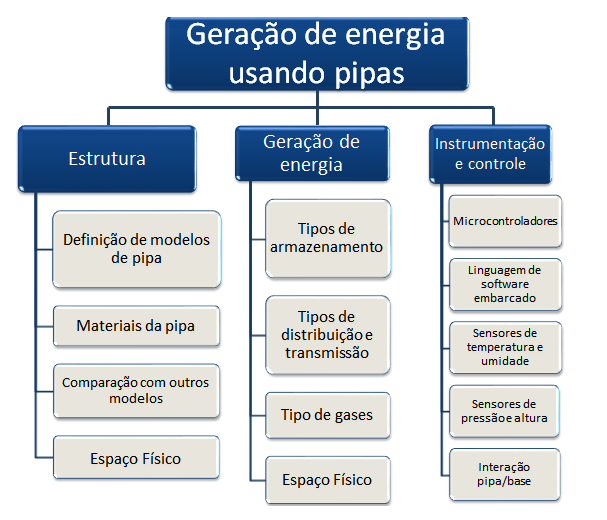 Geração de energia
usando pipas
Estrutura
Definição de modelos
de pipa
Materiais da pipa
Comparação com outros
modelos
Espaço Físico
Geração de
energia
Tipos de
armazenamento
Tipos de
distribuição e
transmissão
Tipo de gases
Espaço Físico
Instrumentação
e controle
Microcontroladores
Linguagem de
software
embarcado
Sensores de
temperatura e
umidade
Sensores de
pressão e altura
Interação
pipa/base